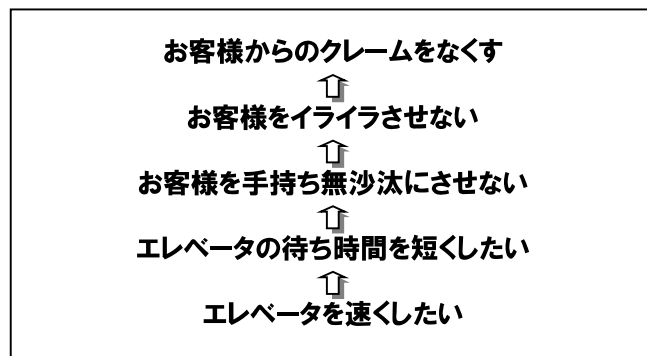 お客様からのクレームをなくす
お客様をイライラさせない
お客様を手持ち無沙汰にさせない
エレベータの待ち時間を短くしたい
エレベータを速くしたい